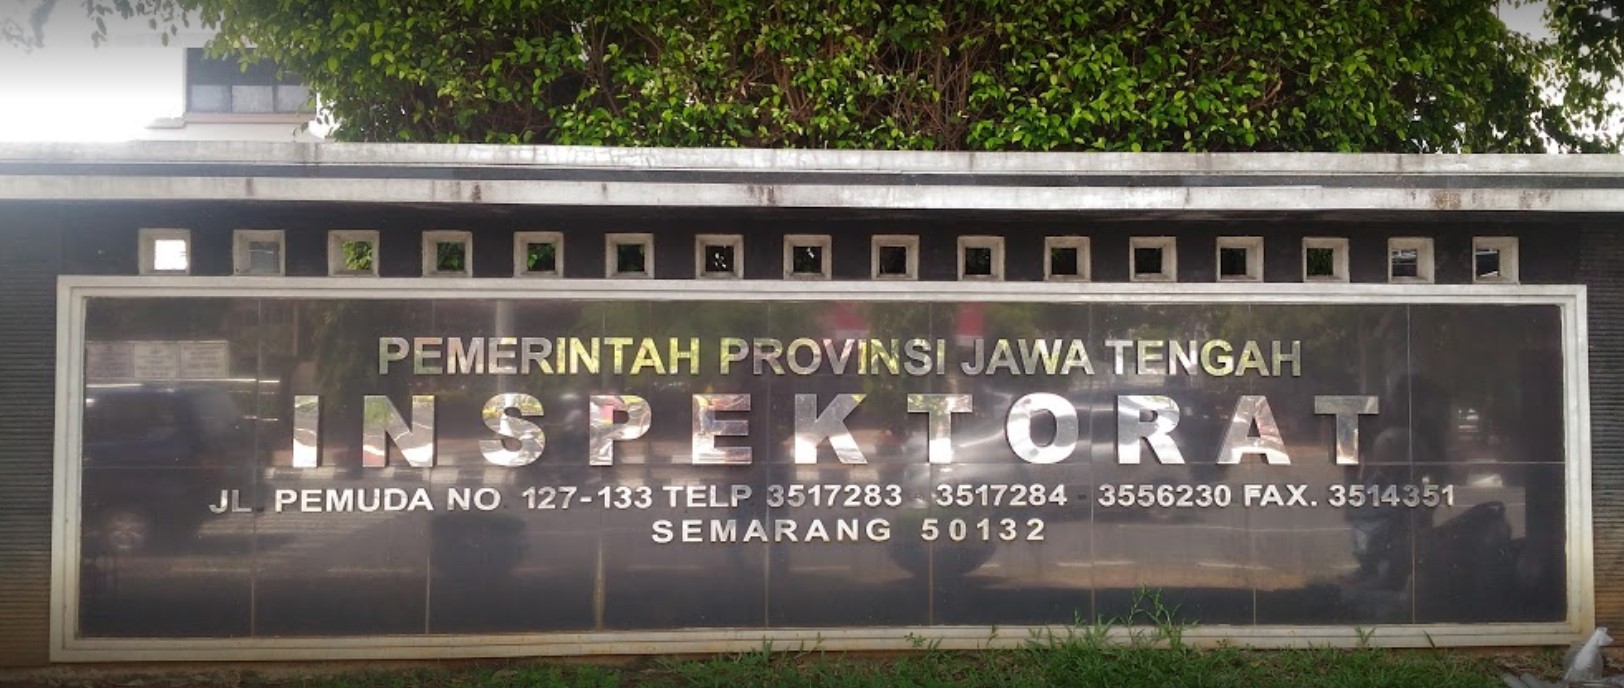 PEMERINTAH PROVINSI JAWA TENGAH
INSPEKTORAT
JL. PEMUDA NO. 127-133 TELP 3517283 - 3517284 - 3556230 FAX. 3514351
SEMARANG 50132